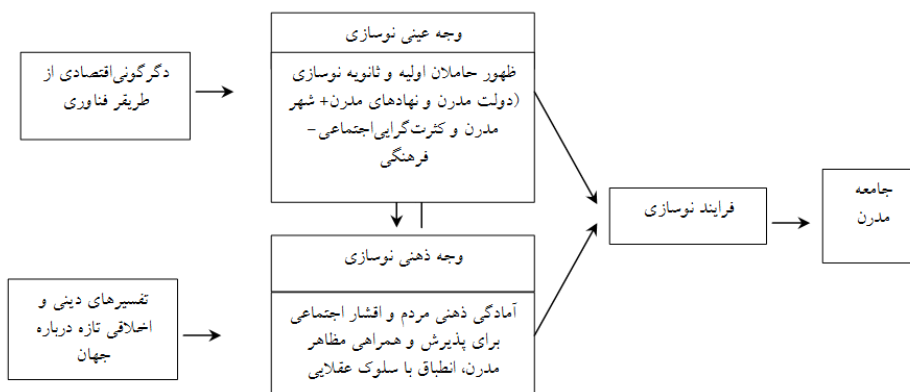 وجه عینی نوسازی
دگرگونی‌اقتصادی از
طریقر فناوری
ظهور حاملان اولیه و ثانویه نوسازی
(دولت مدرن و نهادهای مدرن+ شهر
مدرن و کثرت‌گرایی‌اجتماعی –
فرهنگی
جامعه
مدرن
فرایند نوسازی
وجه ذهنی نوسازی
تفسیرهای دینی و
اخلاقی تازه درباره
جهان
آمادگی ذهنی مردم و اقشار اجتماعی
برای پذیرش و همراهی مظاهر
مدرن، انطباق با سلوک عقلایی